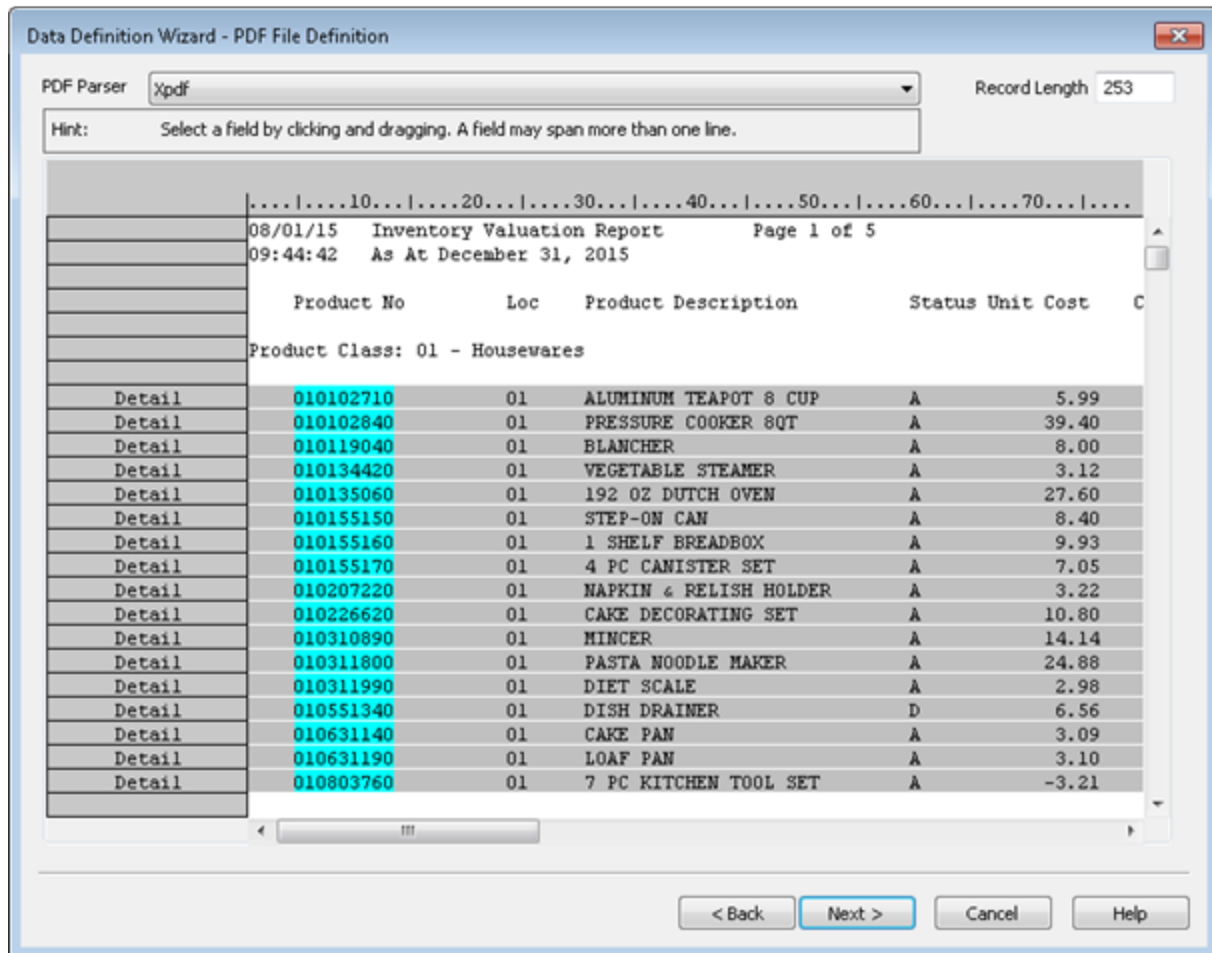 Data Definition Wizard - PDF File Definition
PDF Parser Xpdf Record Length 253
Hint: Select a field by clicking and dragging. A field may span more than one line.
|....|....10...|....20...|....30...|....40...|....50...|....60...|....70...|....
08/01/15 Inventory Valuation Report Page 1 of 5
09:44:42 As At December 31, 2015
Product No Loc Product Description Status Unit Cost C
Product Class: 01 - Housewares
Detail 010102710 01 ALUMINUM TEAPOT 8 CUP A 5.99
Detail 010102840 01 PRESSURE COOKER 8QT A 39.40
Detail 010119040 01 BLANCHER A 8.00
Detail 010134420 01 VEGETABLE STEAMER A 3.12
Detail 010135060 01 192 OZ DUTCH OVEN A 27.60
Detail 010155150 01 STEP-ON CAN A 8.40
Detail 010155160 01 1 SHELF BREADBOX A 9.93
Detail 010155170 01 4 PC CANISTER SET A 7.05
Detail 010207220 01 NAPKIN & RELISH HOLDER A 3.22
Detail 010226620 01 CAKE DECORATING SET A 10.80
Detail 010310890 01 MINCER A 14.14
Detail 010311800 01 PASTA NOODLE MAKER A 24.88
Detail 010311990 01 DIET SCALE A 2.98
Detail 010551340 01 DISH DRAINER D 6.56
Detail 010631140 01 CAKE PAN A 3.09
Detail 010631190 01 LOAF PAN A 3.10
Detail 010803760 01 7 PC KITCHEN TOOL SET A -3.21
< Back Next > Cancel Help